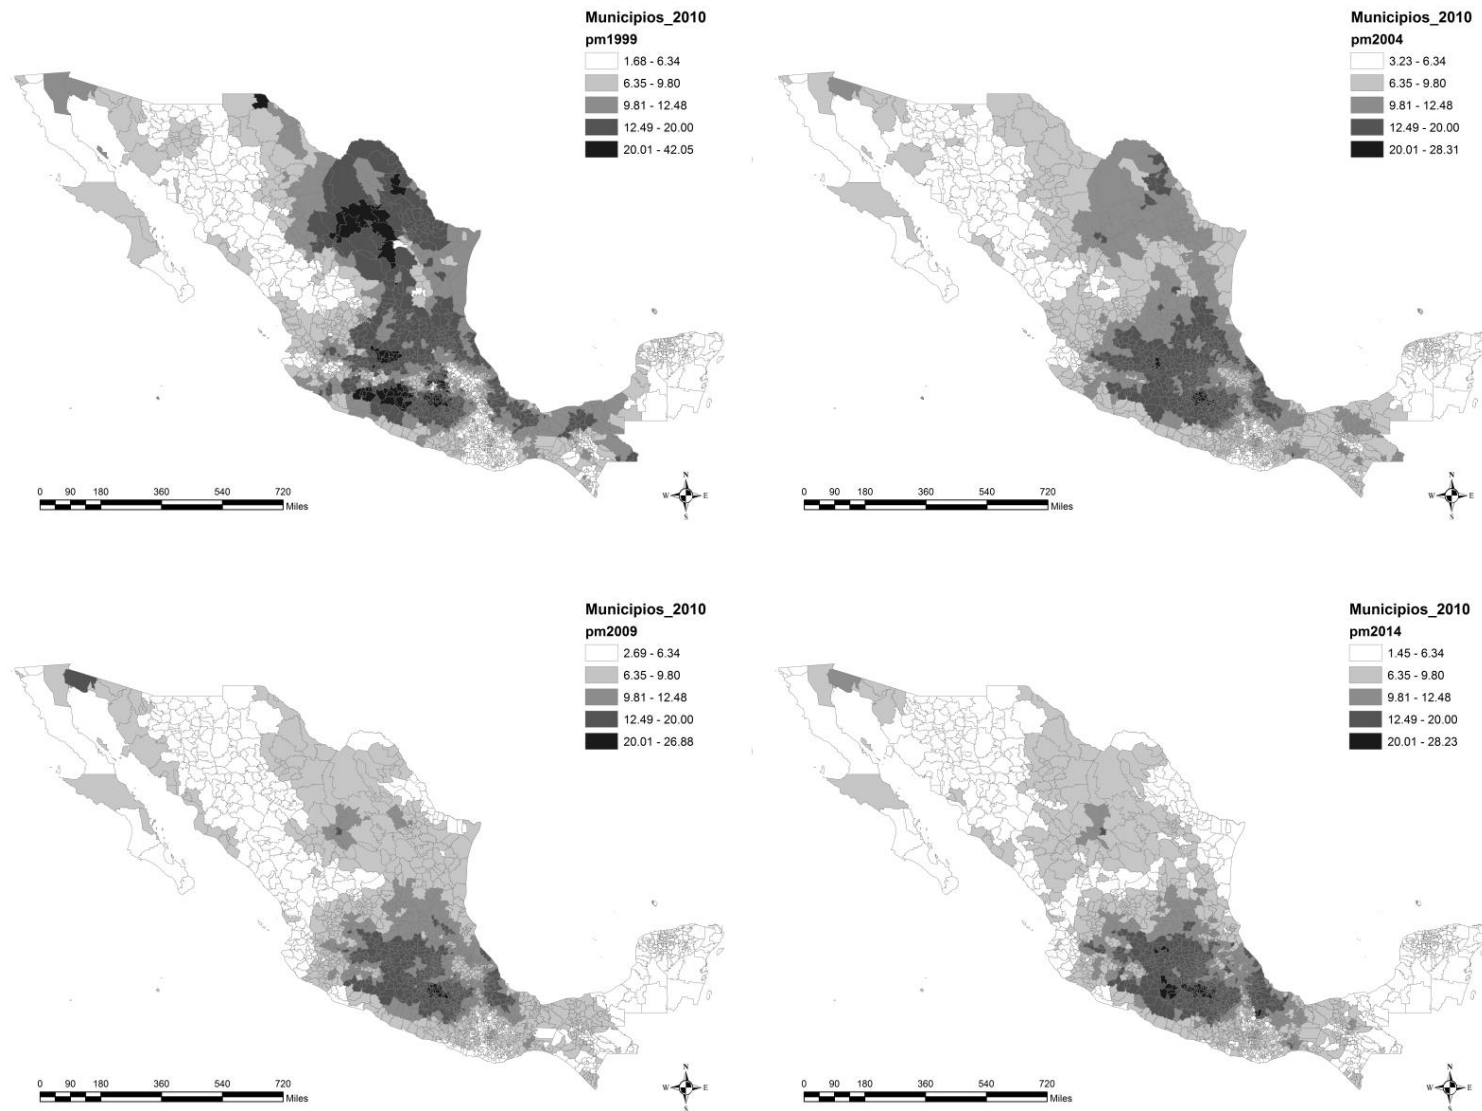 Municipios_2010
pm1999
1.68 - 6.34
6.35 - 9.80
9.81 - 12.48
12.49 - 20.00
20.01 - 42.05
0 90 180 360 540 720
Miles
N
W E
S
Municipios_2010
pm2004
3.23 - 6.34
6.35 - 9.80
9.81 - 12.48
12.49 - 20.00
20.01 - 28.31
0 90 180 360 540 720
Miles
N
W E
S
Municipios_2010
pm2009
2.69 - 6.34
6.35 - 9.80
9.81 - 12.48
12.49 - 20.00
20.01 - 26.88
0 90 180 360 540 720
Miles
N
W E
S
Municipios_2010
pm2014
1.45 - 6.34
6.35 - 9.80
9.81 - 12.48
12.49 - 20.00
20.01 - 28.23
0 90 180 360 540 720
Miles
N
W E
S